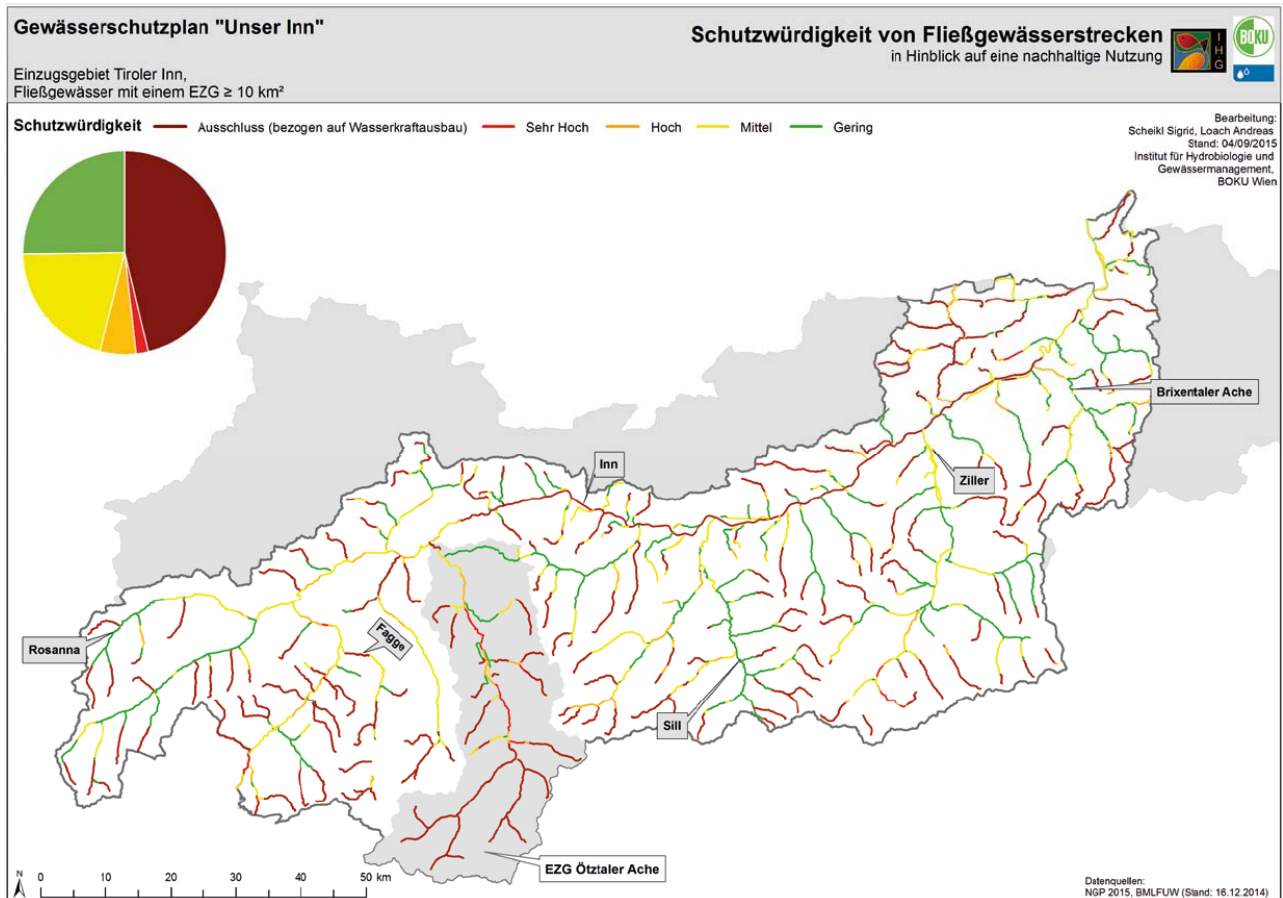 Gewässerschutzplan "Unser Inn"
Einzugsgebiet Tiroler Inn,
Fließgewässer mit einem EZG ≥ 10 km²
Schutzwürdigkeit von Fließgewässerstrecken
in Hinblick auf eine nachhaltige Nutzung
IHG
BOKU
Schutzwürdigkeit Ausschluss (bezogen auf Wasserkraftausbau) Sehr Hoch Hoch Mittel Gering
Bearbeitung:
Scheikl Sigrid, Loach Andreas
Stand: 04/09/2015
Institut für Hydrobiologie und
Gewässermanagement,
BOKU Wien
Brixentaler Ache
Inn
Ziller
Rosanna
Fagge
Sill
EZG Ötztaler Ache
N
0 10 20 30 40 50 km
Datenquellen:
NGP 2015, BMLFUW (Stand: 16.12.2014)